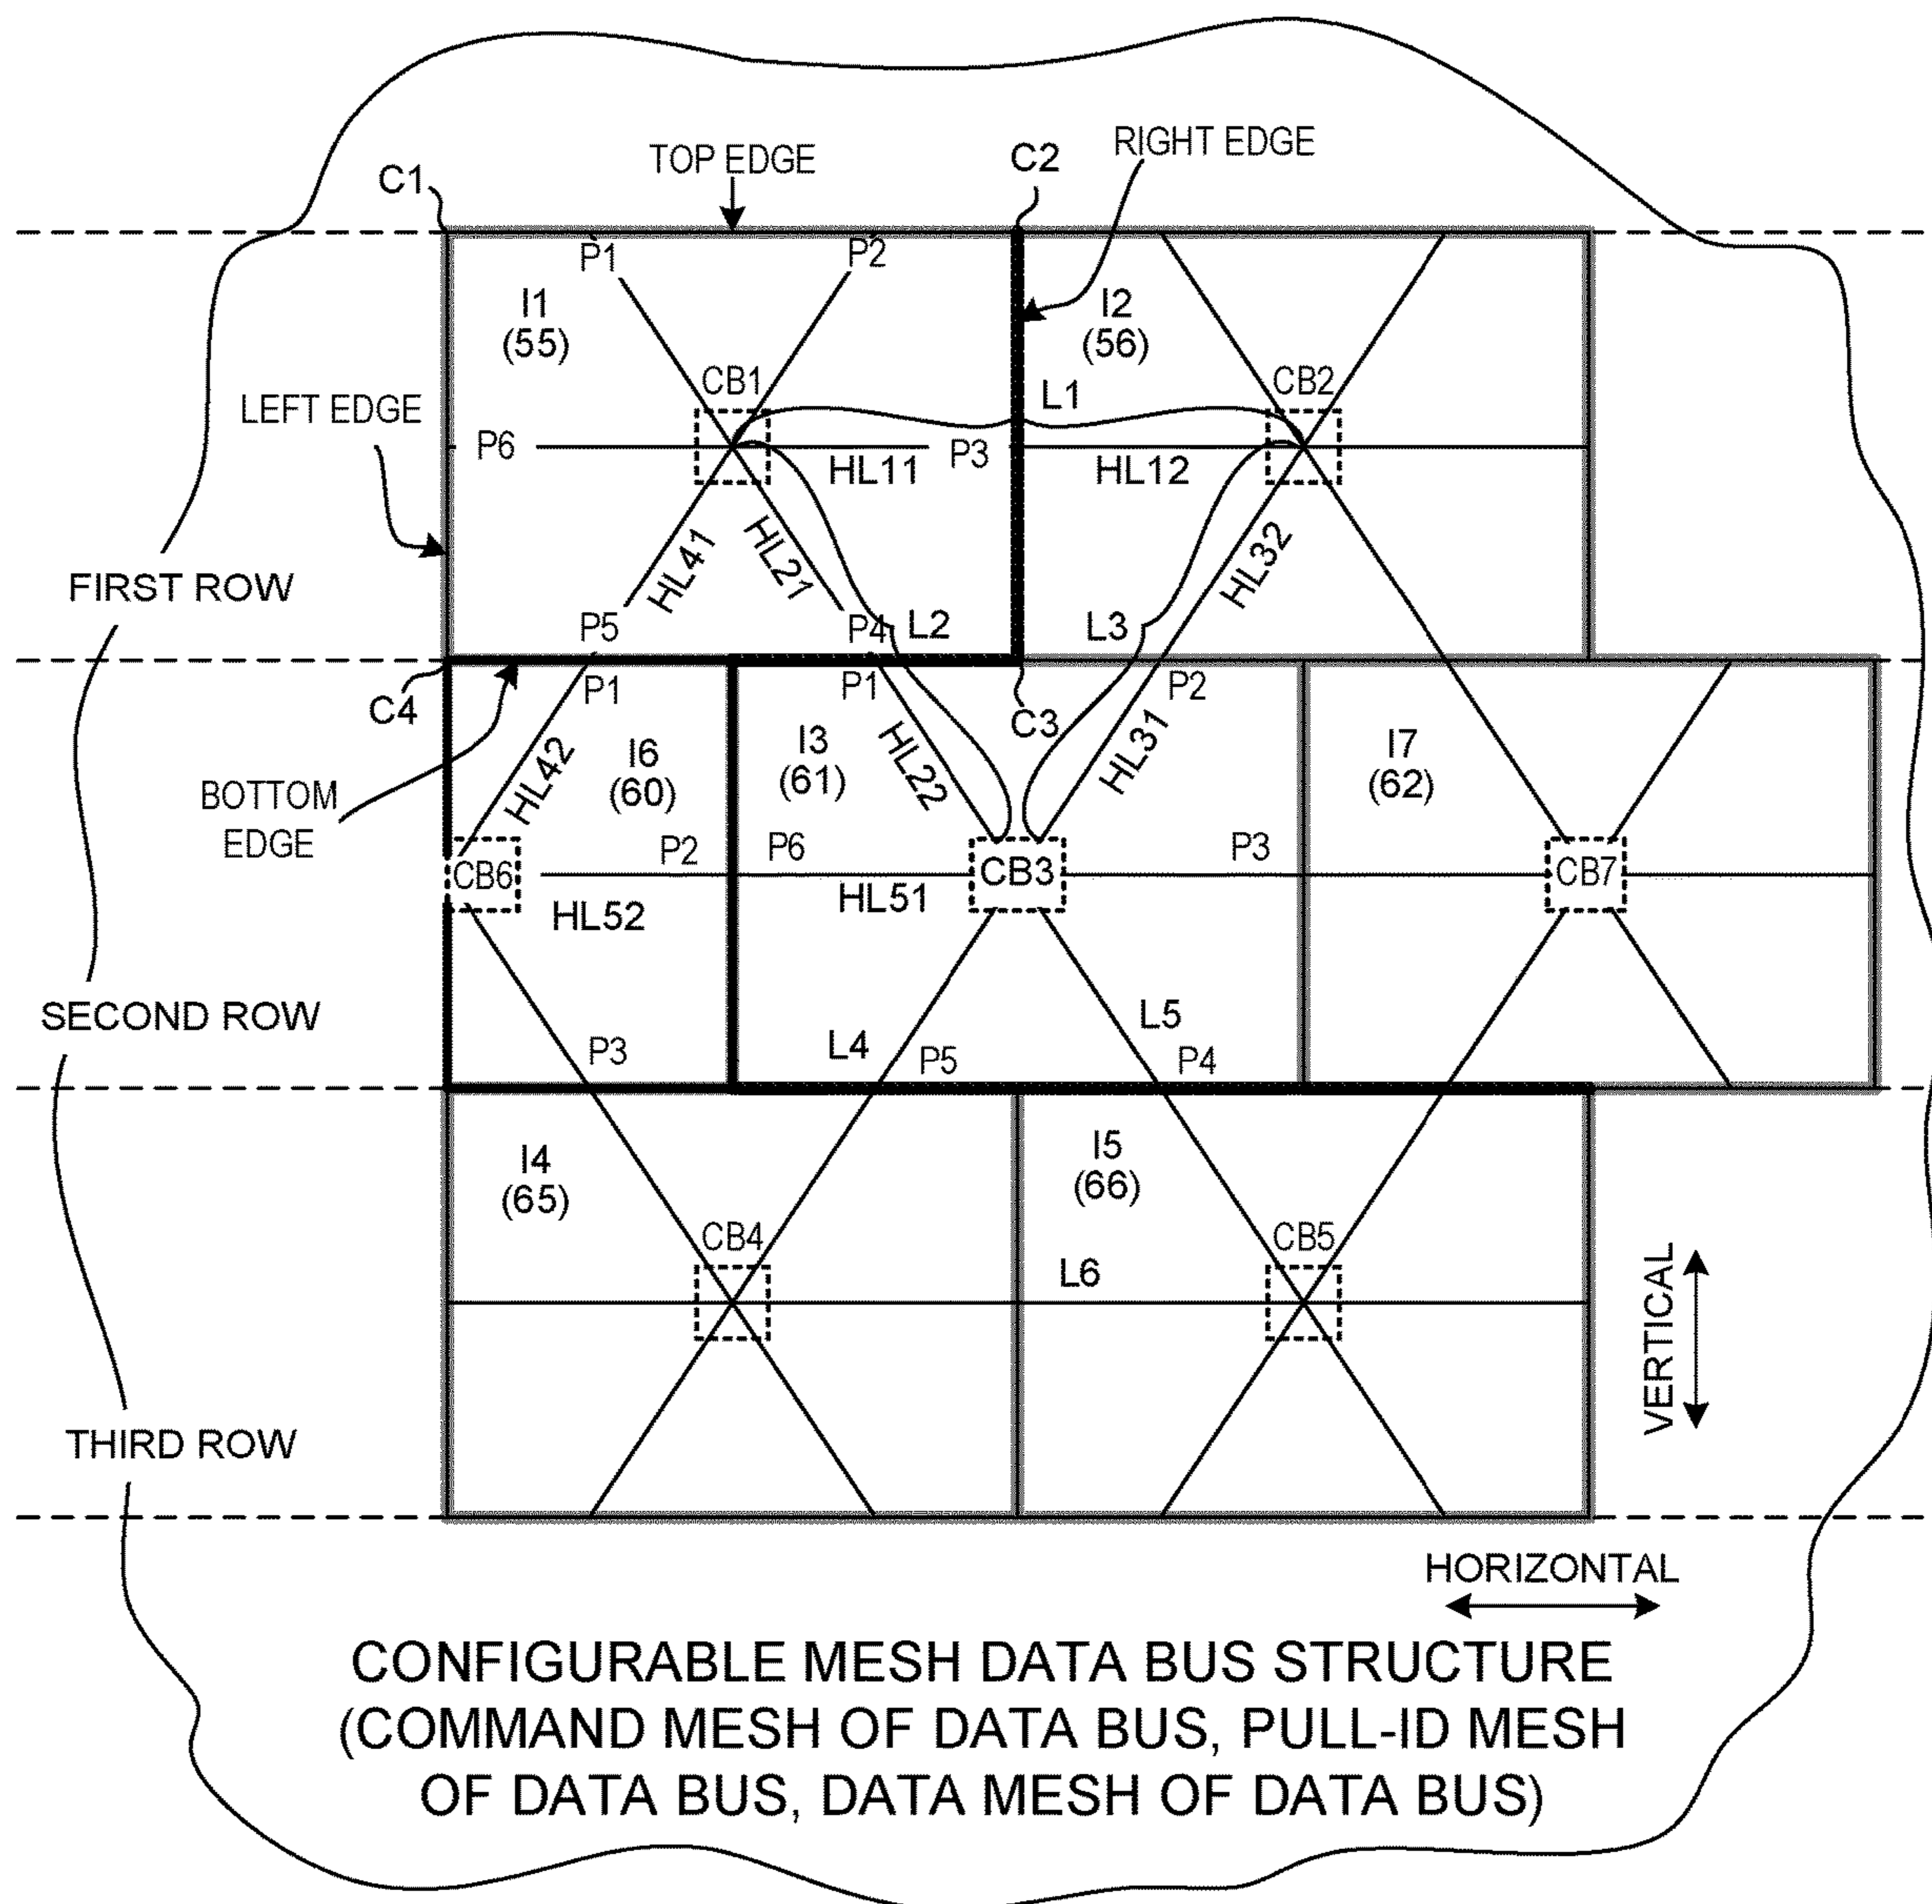 C1
TOP EDGE
C2
RIGHT EDGE
P1
P2
I1
(55)
I2
(56)
CB1
CB2
L1
LEFT EDGE
P6
HL11
P3
HL12
HL41
HL21
HL32
FIRST ROW
P5
P4
L2
L3
C4
P1
P1
P2
C3
HL42
I6
(60)
I3
(61)
HL22
HL31
I7
(62)
BOTTOM
EDGE
CB6
P2
P6
CB3
P3
CB7
HL52
HL51
SECOND ROW
P3
L4
P5
L5
P4
I4
(65)
I5
(66)
CB4
CB5
L6
VERTICAL
THIRD ROW
HORIZONTAL
CONFIGURABLE MESH DATA BUS STRUCTURE
(COMMAND MESH OF DATA BUS, PULL-ID MESH
OF DATA BUS, DATA MESH OF DATA BUS)